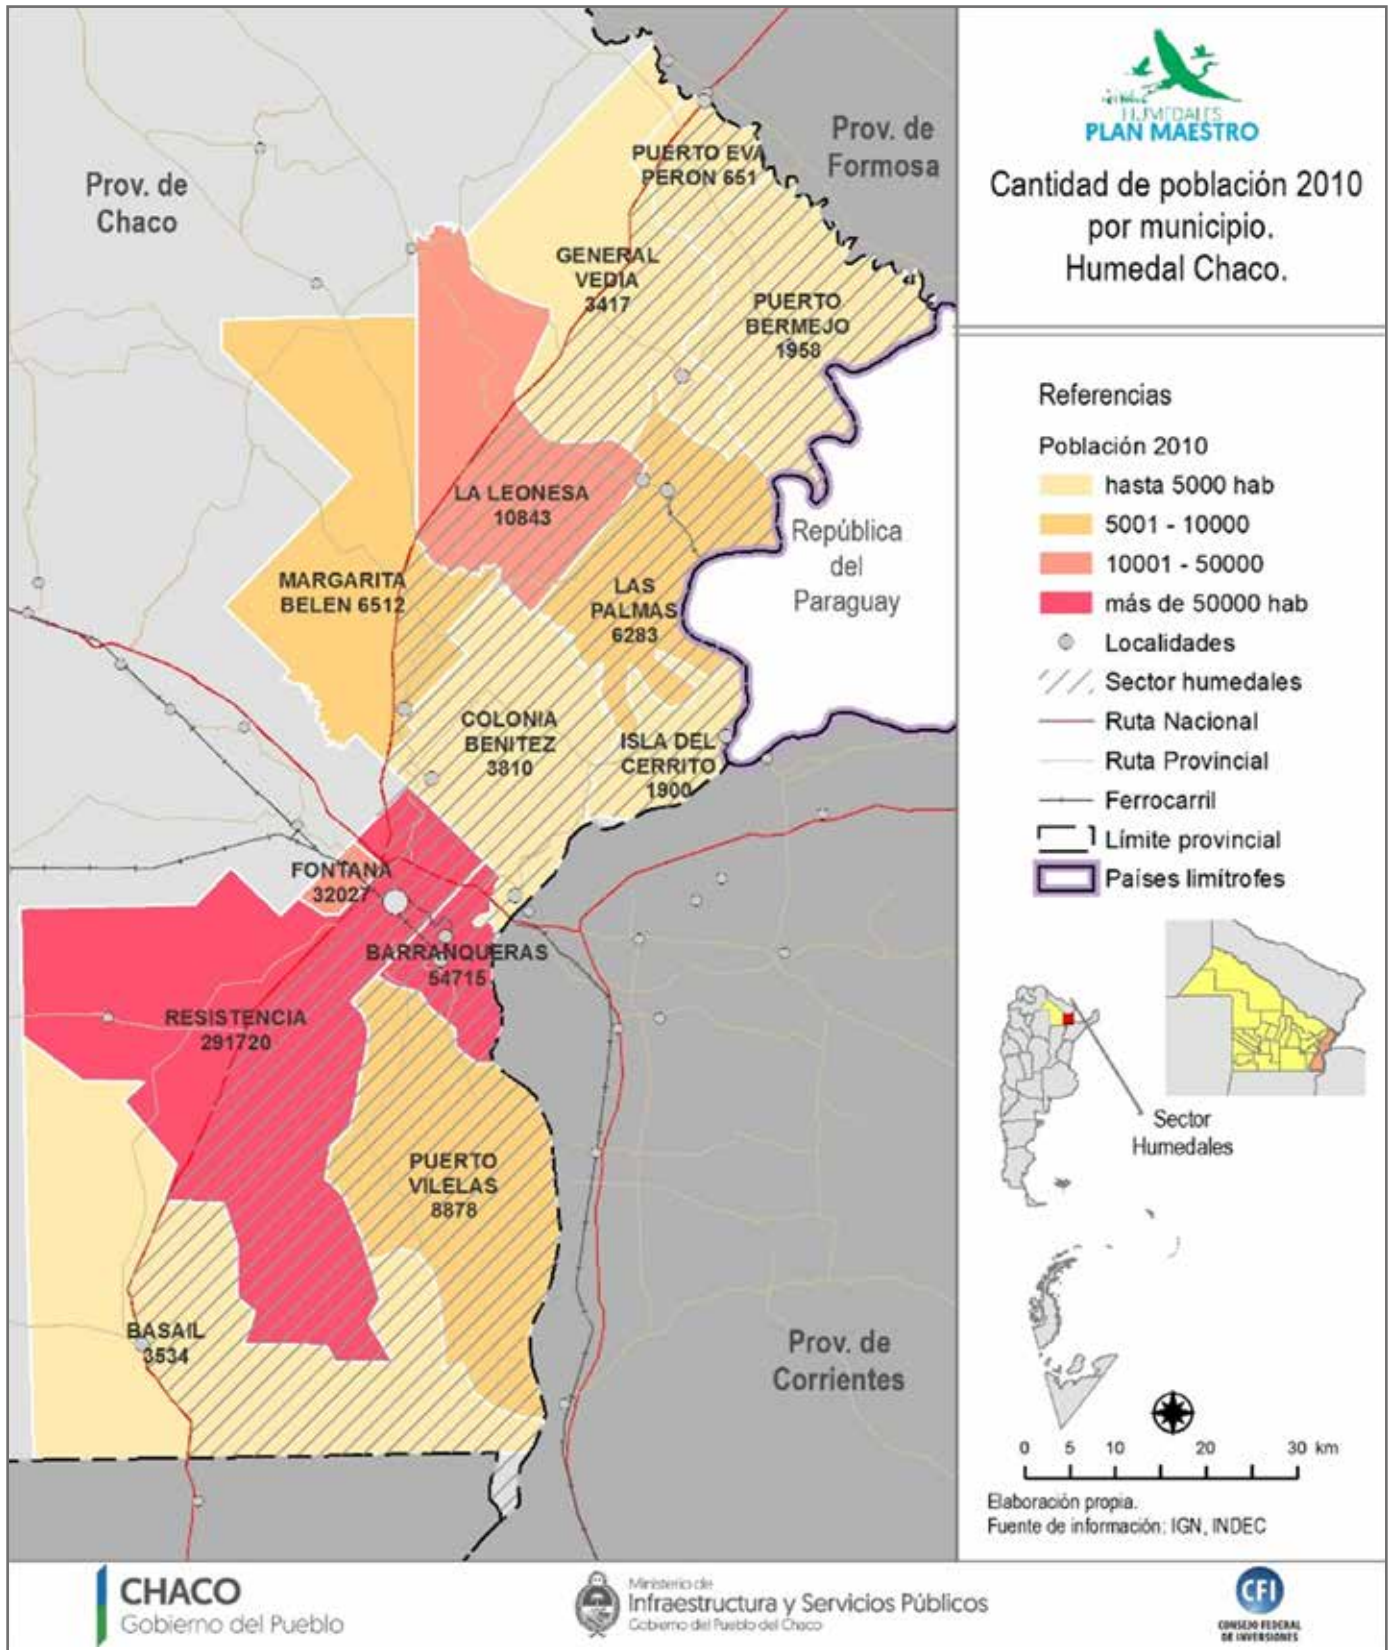 Prov. de
Chaco
Prov. de
Formosa
PUERTO EVA
PERON 651
GENERAL
VEDIA
3417
PUERTO
BERMEJO
1958
LA LEONESA
10843
República
del
Paraguay
MARGARITA
BELEN 6512
LAS
PALMAS
6283
COLONIA
BENITEZ
3810
ISLA DEL
CERRITO
1900
FONTANA
32027
BARRANQUERAS
54715
RESISTENCIA
291720
PUERTO
VILELAS
8878
BASAIL
3534
Prov. de
Corrientes
HUMEDALES
PLAN MAESTRO
Cantidad de población 2010
por municipio.
Humedal Chaco.
Referencias
Población 2010
hasta 5000 hab
5001 - 10000
10001 - 50000
más de 50000 hab
Localidades
Sector humedales
Ruta Nacional
Ruta Provincial
Ferrocarril
Límite provincial
Países limítrofes
Sector
Humedales
0 5 10 20 30 km
Elaboración propia.
Fuente de información: IGN, INDEC
CHACO
Gobierno del Pueblo
Ministerio de
Infraestructura y Servicios Públicos
Gobierno del Pueblo del Chaco
CFI
CONSEJO FEDERAL
DE INVERSIONES